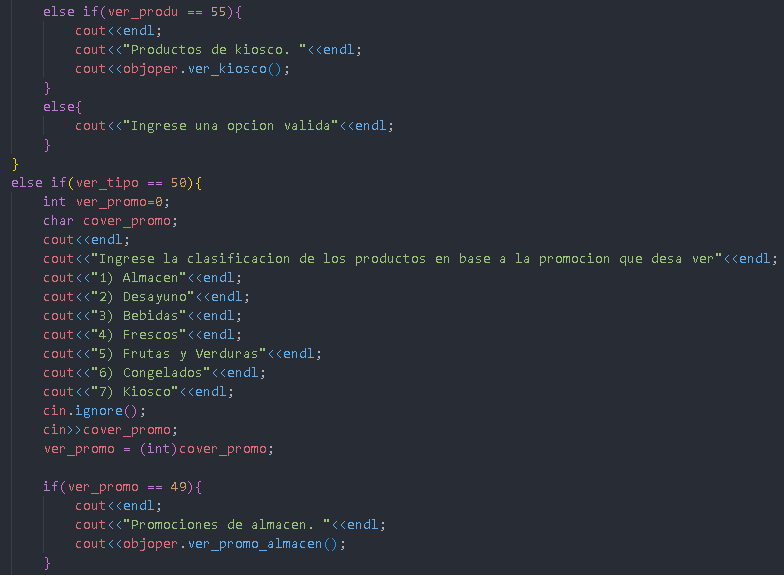 else if(ver_produ == 55){
cout<<endl;
cout<<"Productos de kiosco. "<<endl;
cout<<objoper.ver_kiosco();
}
else{
cout<<"Ingrese una opcion valida"<<endl;
}
}
else if(ver_tipo == 50){
int ver_promo=0;
char cover_promo;
cout<<endl;
cout<<"Ingrese la clasificacion de los productos en base a la promocion que desa ver"<<endl;
cout<<"1) Almacen"<<endl;
cout<<"2) Desayuno"<<endl;
cout<<"3) Bebidas"<<endl;
cout<<"4) Frescos"<<endl;
cout<<"5) Frutas y Verduras"<<endl;
cout<<"6) Congelados"<<endl;
cout<<"7) Kiosco"<<endl;
cin.ignore();
cin>>cover_promo;
ver_promo = (int)cover_promo;
if(ver_promo == 49){
cout<<endl;
cout<<"Promociones de almacen. "<<endl;
cout<<objoper.ver_promo_almacen();
}